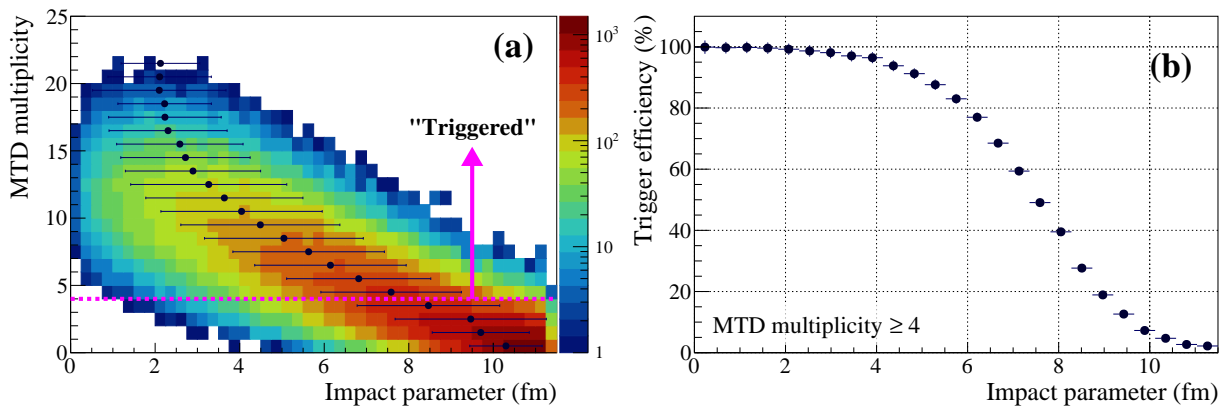 (a)
MTD multiplicity
25
20
15
10
5
0
0 2 4 6 8 10
Impact parameter (fm)
"Triggered"
10³
10²
10
1
(b)
Trigger efficiency (%)
100
80
60
40
20
0
0 2 4 6 8 10
MTD multiplicity ≥ 4
Impact parameter (fm)